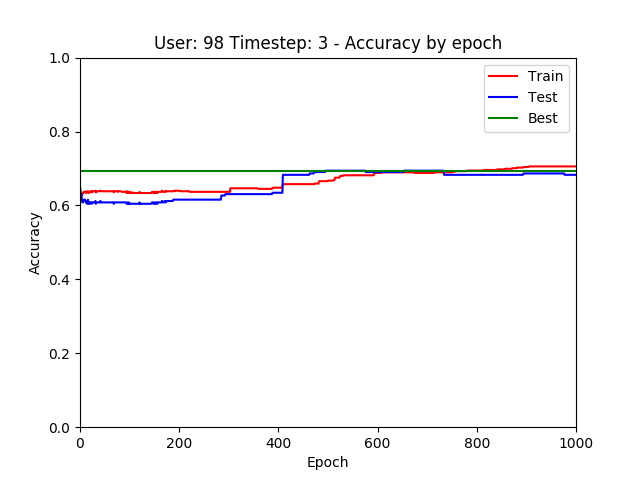 User: 98 Timestep: 3 - Accuracy by epoch
1.0
0.8
0.6
0.4
0.2
0.0
Accuracy
Train
Test
Best
0 200 400 600 800 1000
Epoch